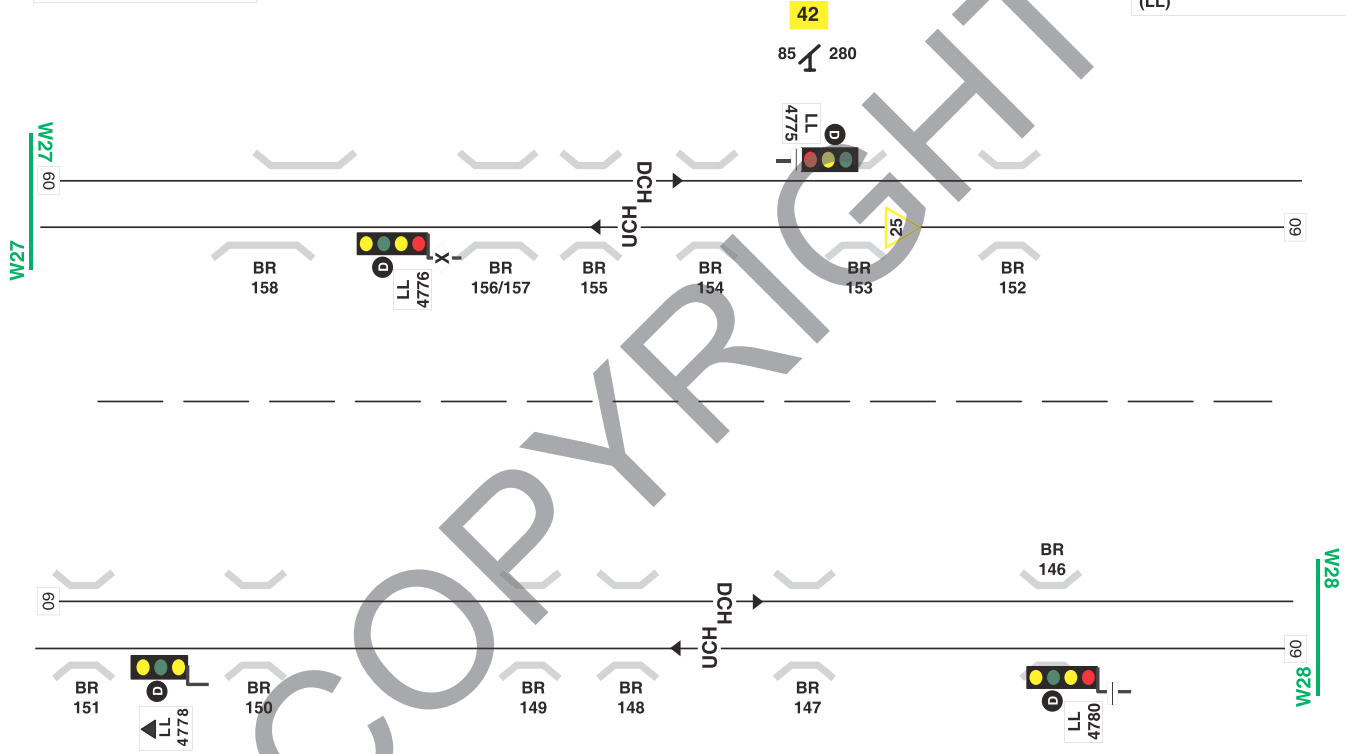 (LL)
42
85 280
LL
4775
D
W27
60
DCH
UCH
25
60
W27
D
X
LL
4776
BR
158
BR
156/157
BR
155
BR
154
BR
153
BR
152
COPYRIGHT
BR
146
W28
60
DCH
UCH
60
W28
BR
151
D
LL
4778
BR
150
BR
149
BR
148
BR
147
D
LL
4780